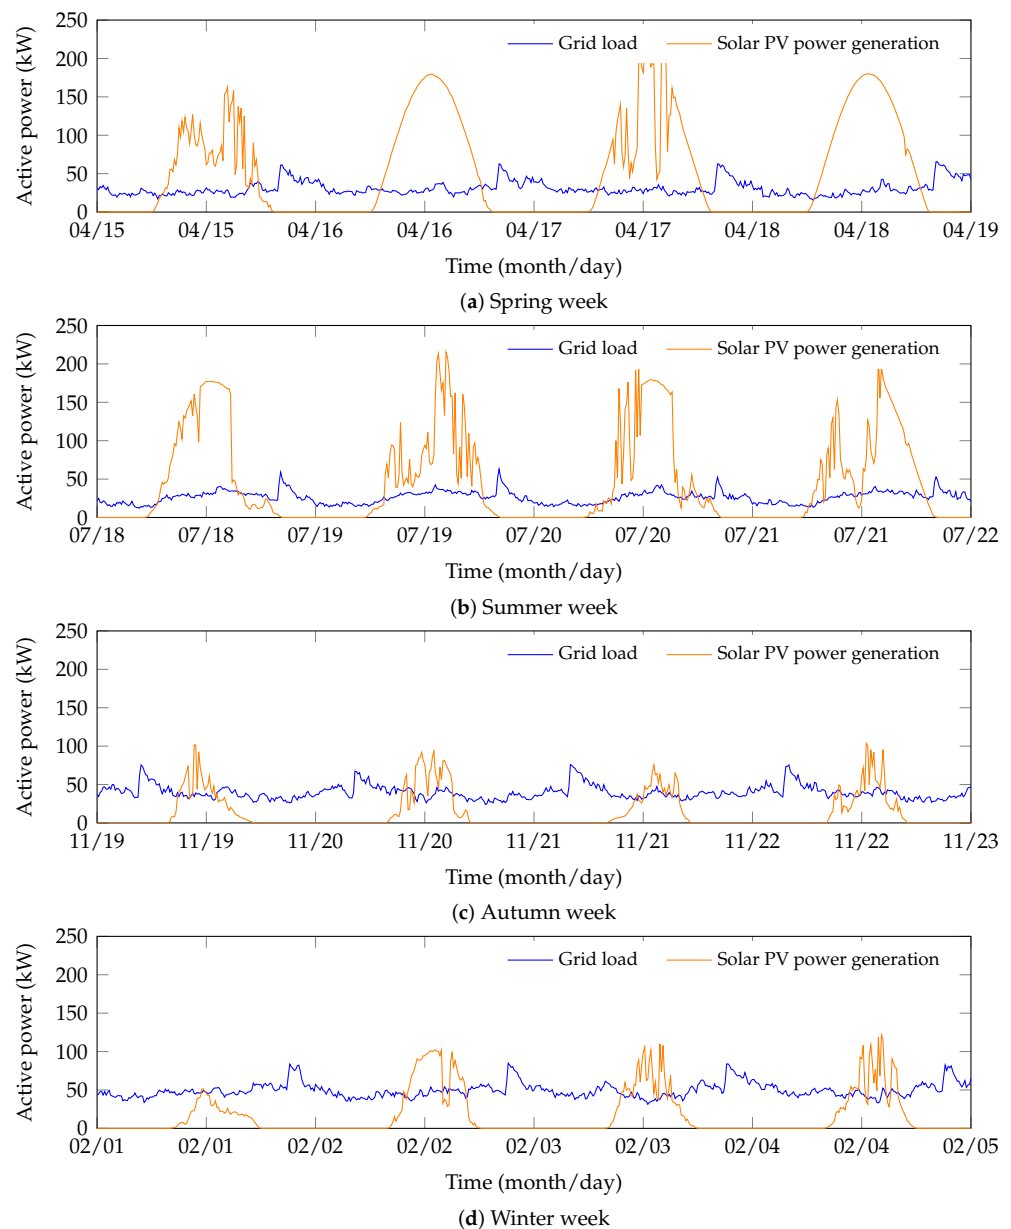 Active power (kW)
250
200
150
100
50
0
Grid load Solar PV power generation
04/15 04/15 04/16 04/16 04/17 04/17 04/18 04/18 04/19
Time (month/day)
(a) Spring week
Active power (kW)
250
200
150
100
50
0
Grid load Solar PV power generation
07/18 07/18 07/19 07/19 07/20 07/20 07/21 07/21 07/22
Time (month/day)
(b) Summer week
Active power (kW)
250
200
150
100
50
0
Grid load Solar PV power generation
11/19 11/19 11/20 11/20 11/21 11/21 11/22 11/22 11/23
Time (month/day)
(c) Autumn week
Active power (kW)
250
200
150
100
50
0
Grid load Solar PV power generation
02/01 02/01 02/02 02/02 02/03 02/03 02/04 02/04 02/05
Time (month/day)
(d) Winter week